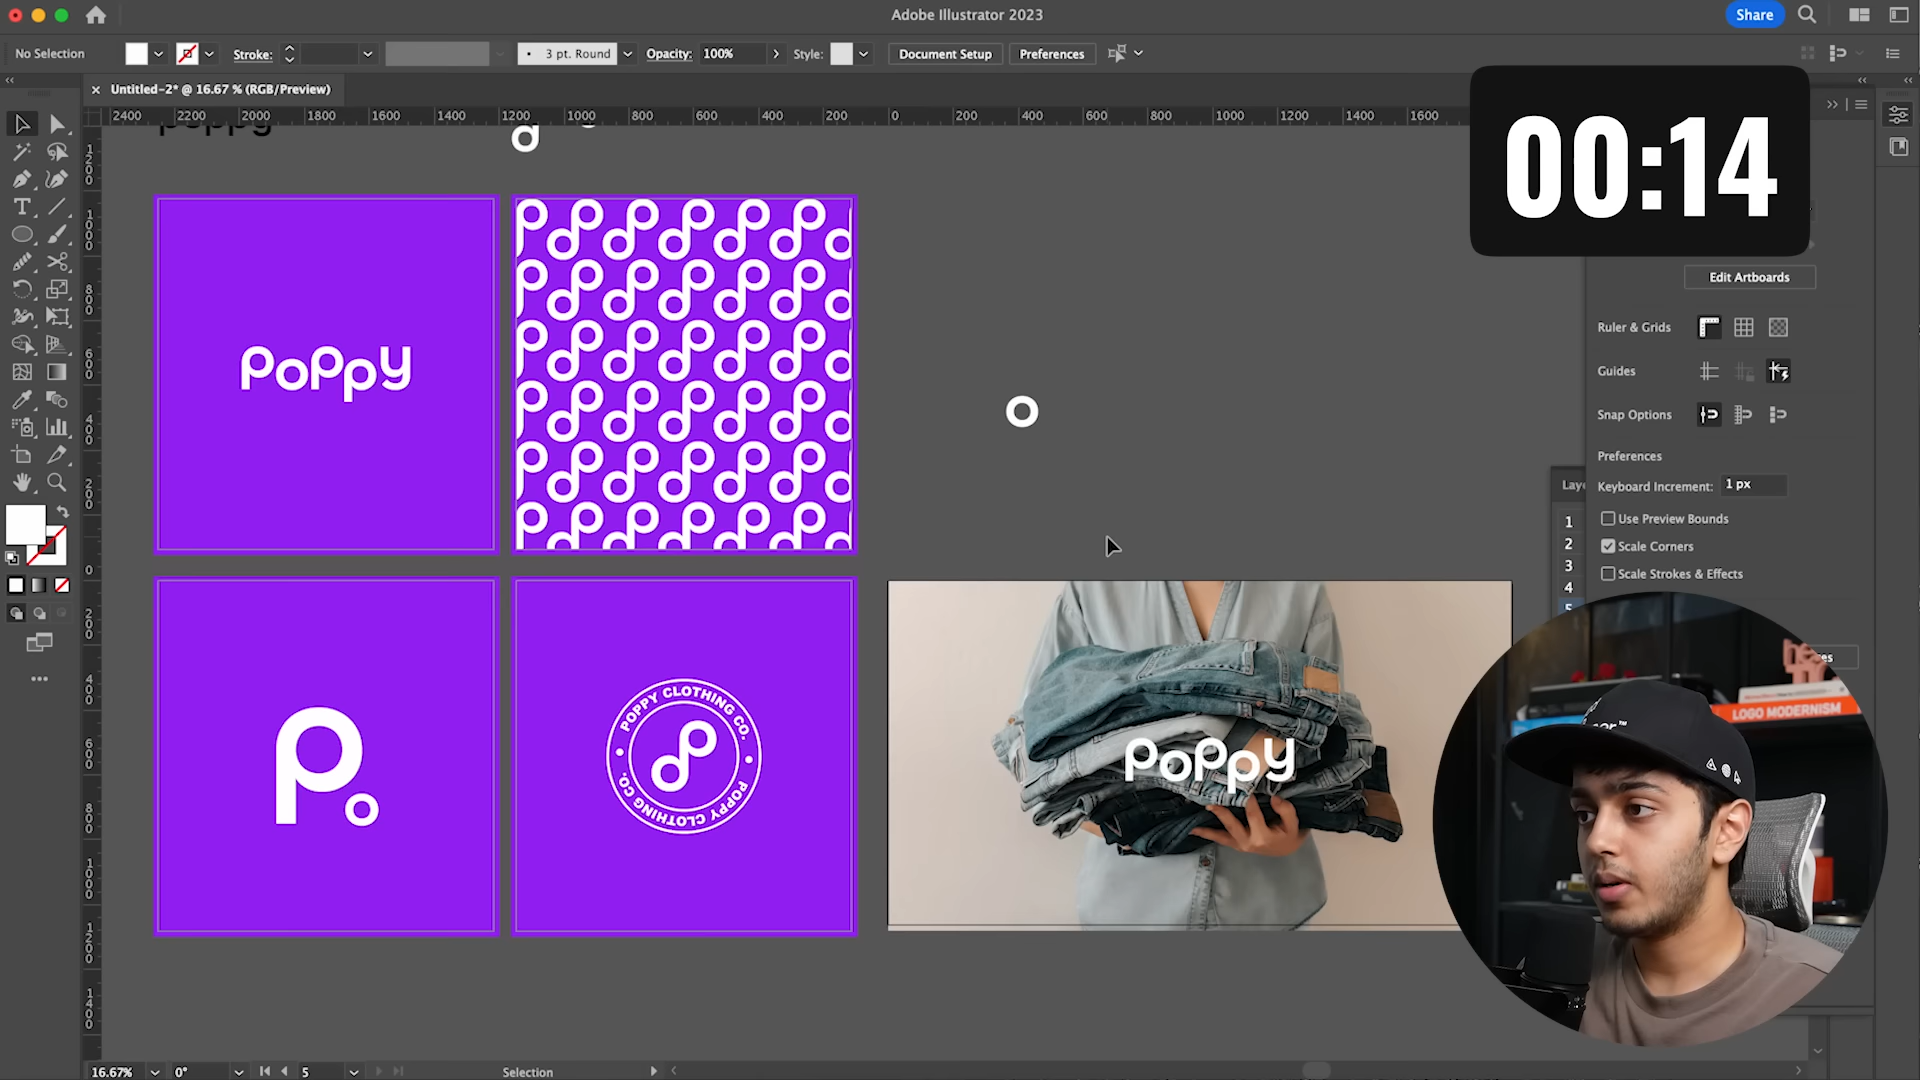 Adobe Illustrator 2023
Share
No Selection
Stroke:
3 pt. Round
Opacity:
100%
Style:
Document Setup
Preferences
Untitled-2* @ 16.67 % (RGB/Preview)
2400 2200 2000 1800 1600 1400 1200 1000 800 600 400 200 0 200 400 600 800 1000 1200 1400 1600
00:14
poppy
Edit Artboards
Ruler & Grids
Guides
Snap Options
Preferences
Keyboard Increment: 1 px
Use Preview Bounds
Scale Corners
Scale Strokes & Effects
1
2
3
4
5
poppy
o
P.o
POPPY CLOTHING CO.
POPPY CLOTHING CO.
poppy
LOGO MODERNISM
16.67%
0°
5
Selection